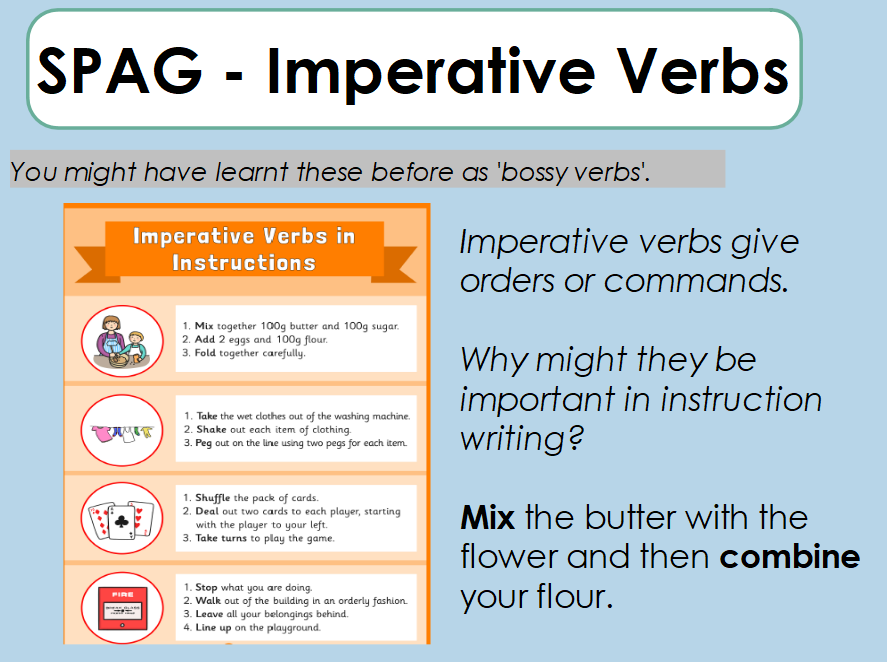 SPAG - Imperative Verbs
You might have learnt these before as 'bossy verbs'.
Imperative Verbs in
Instructions
1. Mix together 100g butter and 100g sugar.
2. Add 2 eggs and 100g flour.
3. Fold together carefully.
1. Take the wet clothes out of the washing machine.
2. Shake out each item of clothing.
3. Peg out on the line using two pegs for each item.
1. Shuffle the pack of cards.
2. Deal out two cards to each player, starting
with the player to your left.
3. Take turns to play the game.
FIRE
1. Stop what you are doing.
2. Walk out of the building in an orderly fashion.
3. Leave all your belongings behind.
4. Line up on the playground.
Imperative verbs give
orders or commands.
Why might they be
important in instruction
writing?
Mix the butter with the
flower and then combine
your flour.